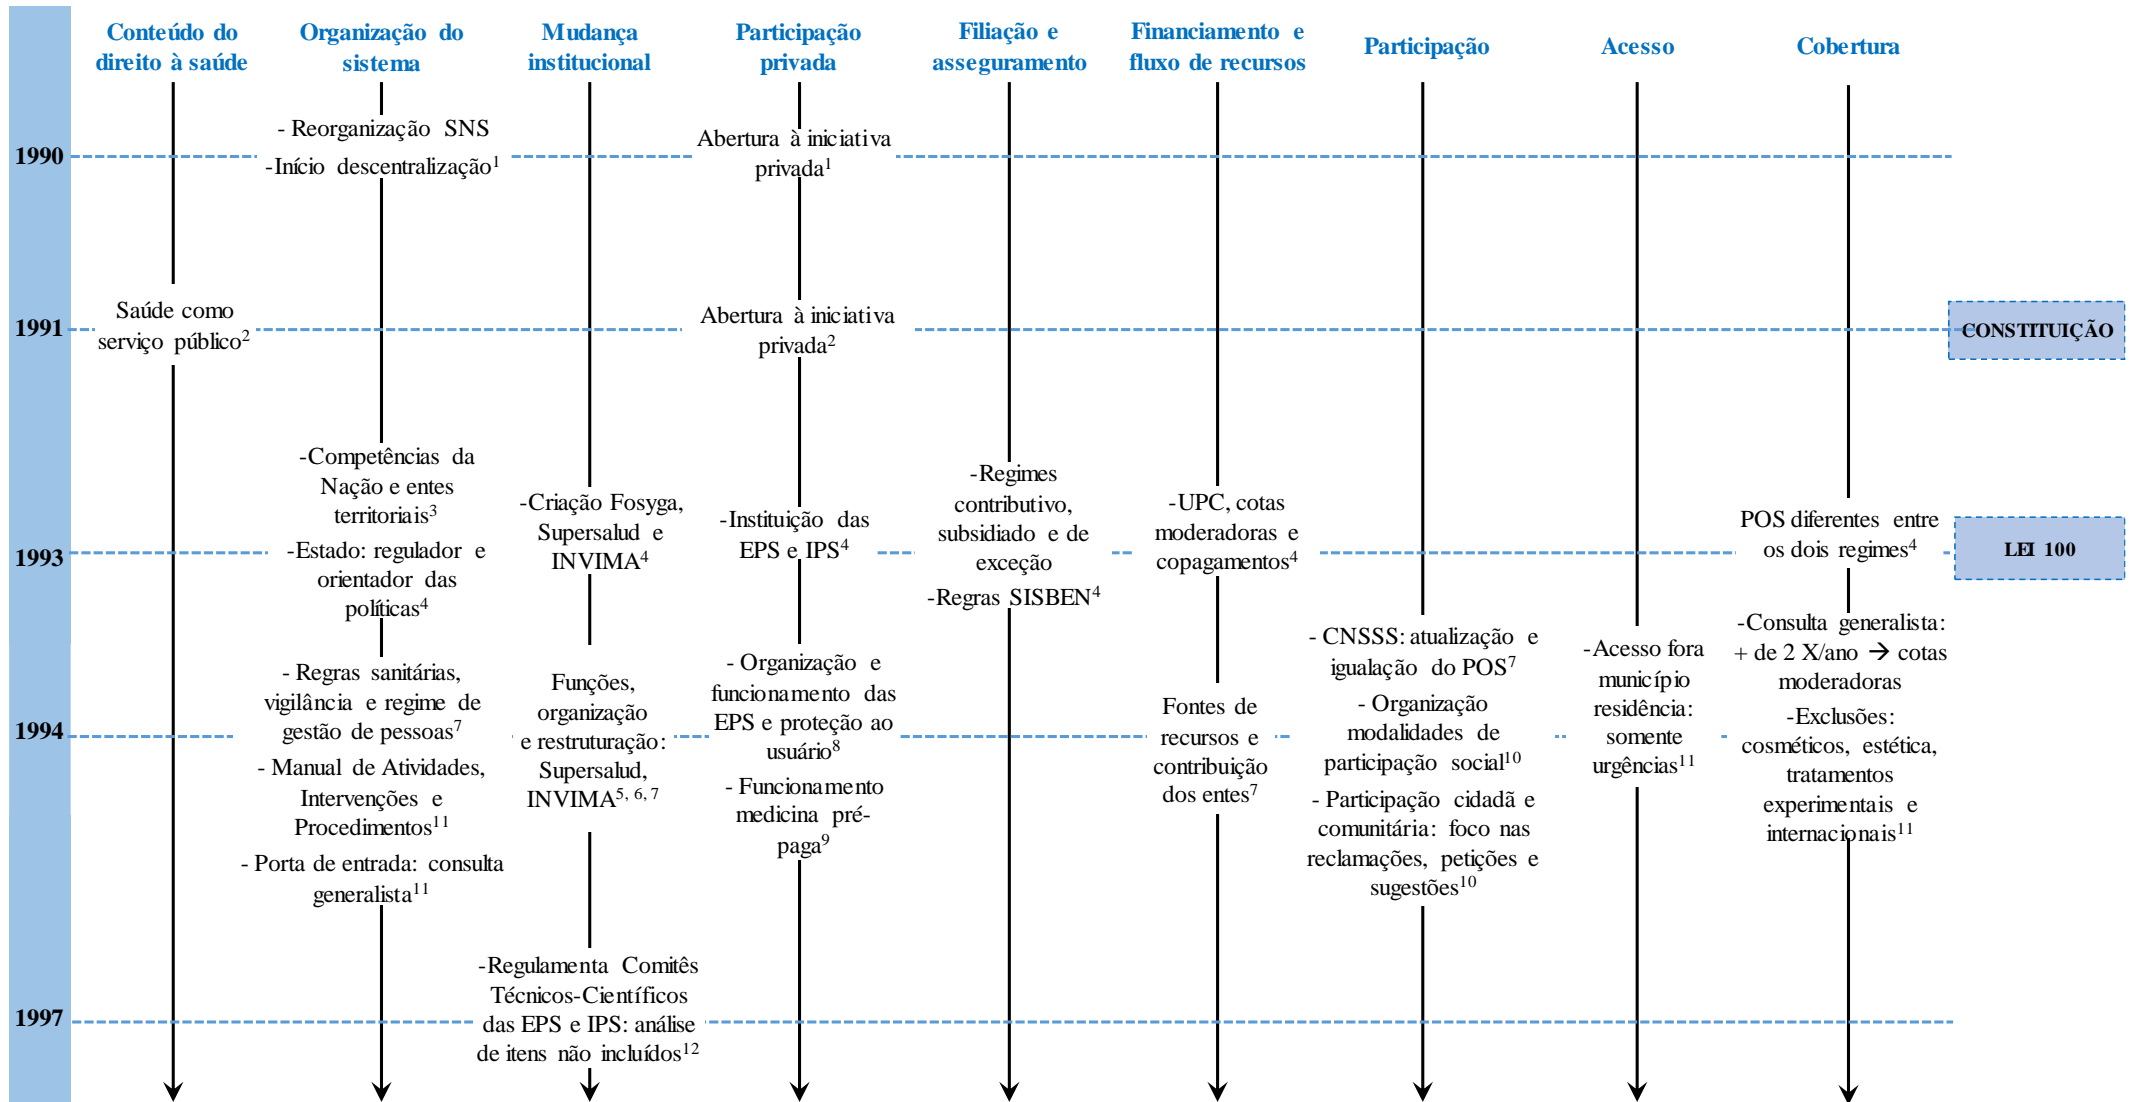 Conteúdo do
direito à saúde
Organização do
sistema
Mudança
institucional
Participação
privada
Filiação e
asseguramento
Financiamento e
fluxo de recursos
Participação
Acesso
Cobertura
1990
- Reorganização SNS
-Início descentralização1
Abertura à iniciativa
privada1
1991
Saúde como
serviço público2
Abertura à iniciativa
privada2
CONSTITUIÇÃO
1993
-Competências da
Nação e entes
territoriais3
-Estado: regulador e
orientador das
políticas4
-Criação Fosyga,
Supersalud e
INVIMA4
-Instituição das
EPS e IPS4
-Regimes
contributivo,
subsidiado e de
exceção
-Regras SISBEN4
-UPC, cotas
moderadoras e
copagamentos4
POS diferentes entre
os dois regimes4
LEI 100
1994
- Regras sanitárias,
vigilância e regime de
gestão de pessoas7
- Manual de Atividades,
Intervenções e
Procedimentos11
- Porta de entrada: consulta
generalista11
Funções,
organização
e restruturação:
Supersalud,
INVIMA5, 6, 7
- Organização e
funcionamento das
EPS e proteção ao
usuário8
- Funcionamento
medicina pré-
paga9
Fontes de
recursos e
contribuição
dos entes7
- CNSSS: atualização e
igualação do POS7
- Organização
modalidades de
participação social10
- Participação cidadã e
comunitária: foco nas
reclamações, petições e
sugestões10
-Acesso fora
município
residência:
somente
urgências11
-Consulta generalista:
+ de 2 X/ano → cotas
moderadoras
-Exclusões:
cosméticos, estética,
tratamentos
experimentais e
internacionais11
1997
-Regulamenta Comitês
Técnicos-Científicos
das EPS e IPS: análise
de itens não incluídos12